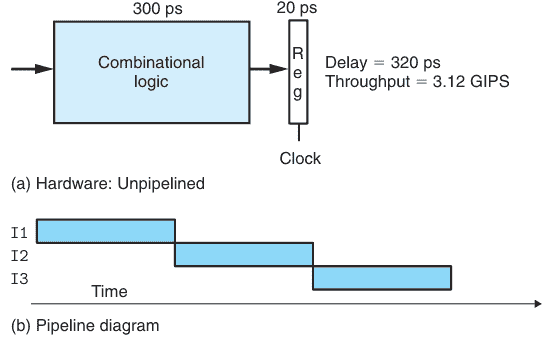 300 ps
20 ps
Combinational
logic
R
e
g
Delay = 320 ps
Throughput = 3.12 GIPS
Clock
(a) Hardware: Unpipelined
I1
I2
I3
Time
(b) Pipeline diagram